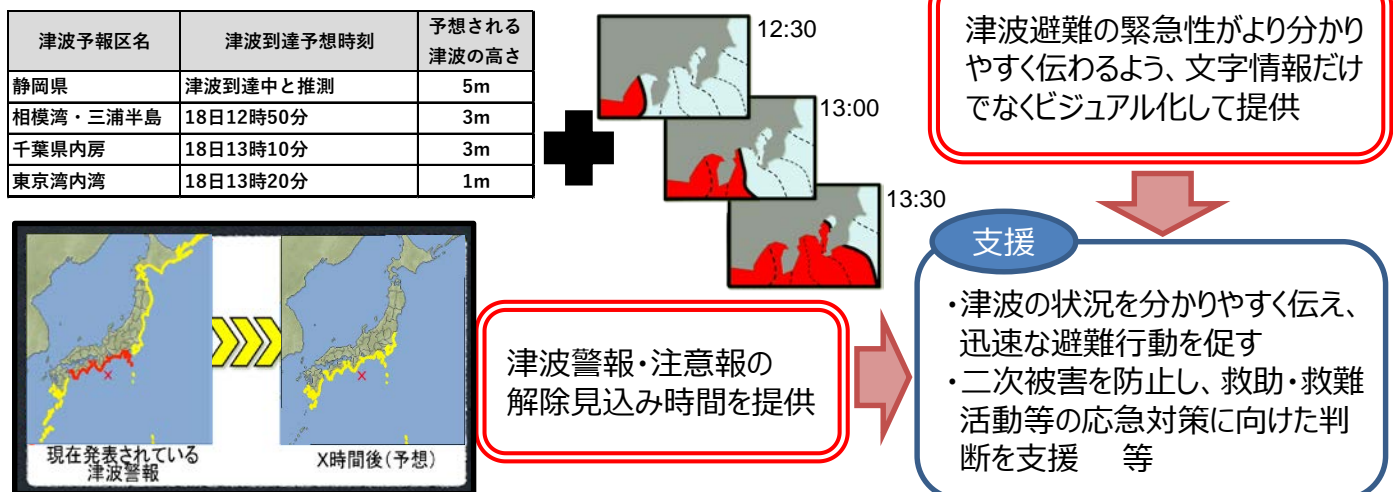 津波予報区名 津波到達予想時刻 予想される
津波の高さ
静岡県 津波到達中と推測 5m
相模湾・三浦半島 18日12時50分 3m
千葉県内房 18日13時10分 3m
東京湾内湾 18日13時20分 1m
12:30
13:00
13:30
津波避難の緊急性がより分かり
やすく伝わるよう、文字情報だけ
でなくビジュアル化して提供
現在発表されている
津波警報
X時間後(予想)
津波警報・注意報の
解除見込み時間を提供
支援
・津波の状況を分かりやすく伝え、
迅速な避難行動を促す
・二次被害を防止し、救助・救難
活動等の応急対策に向けた判
断を支援 等